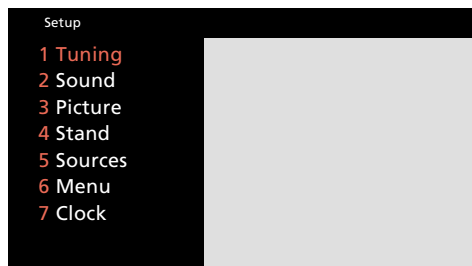 Setup
1 Tuning
2 Sound
3 Picture
4 Stand
5 Sources
6 Menu
7 Clock